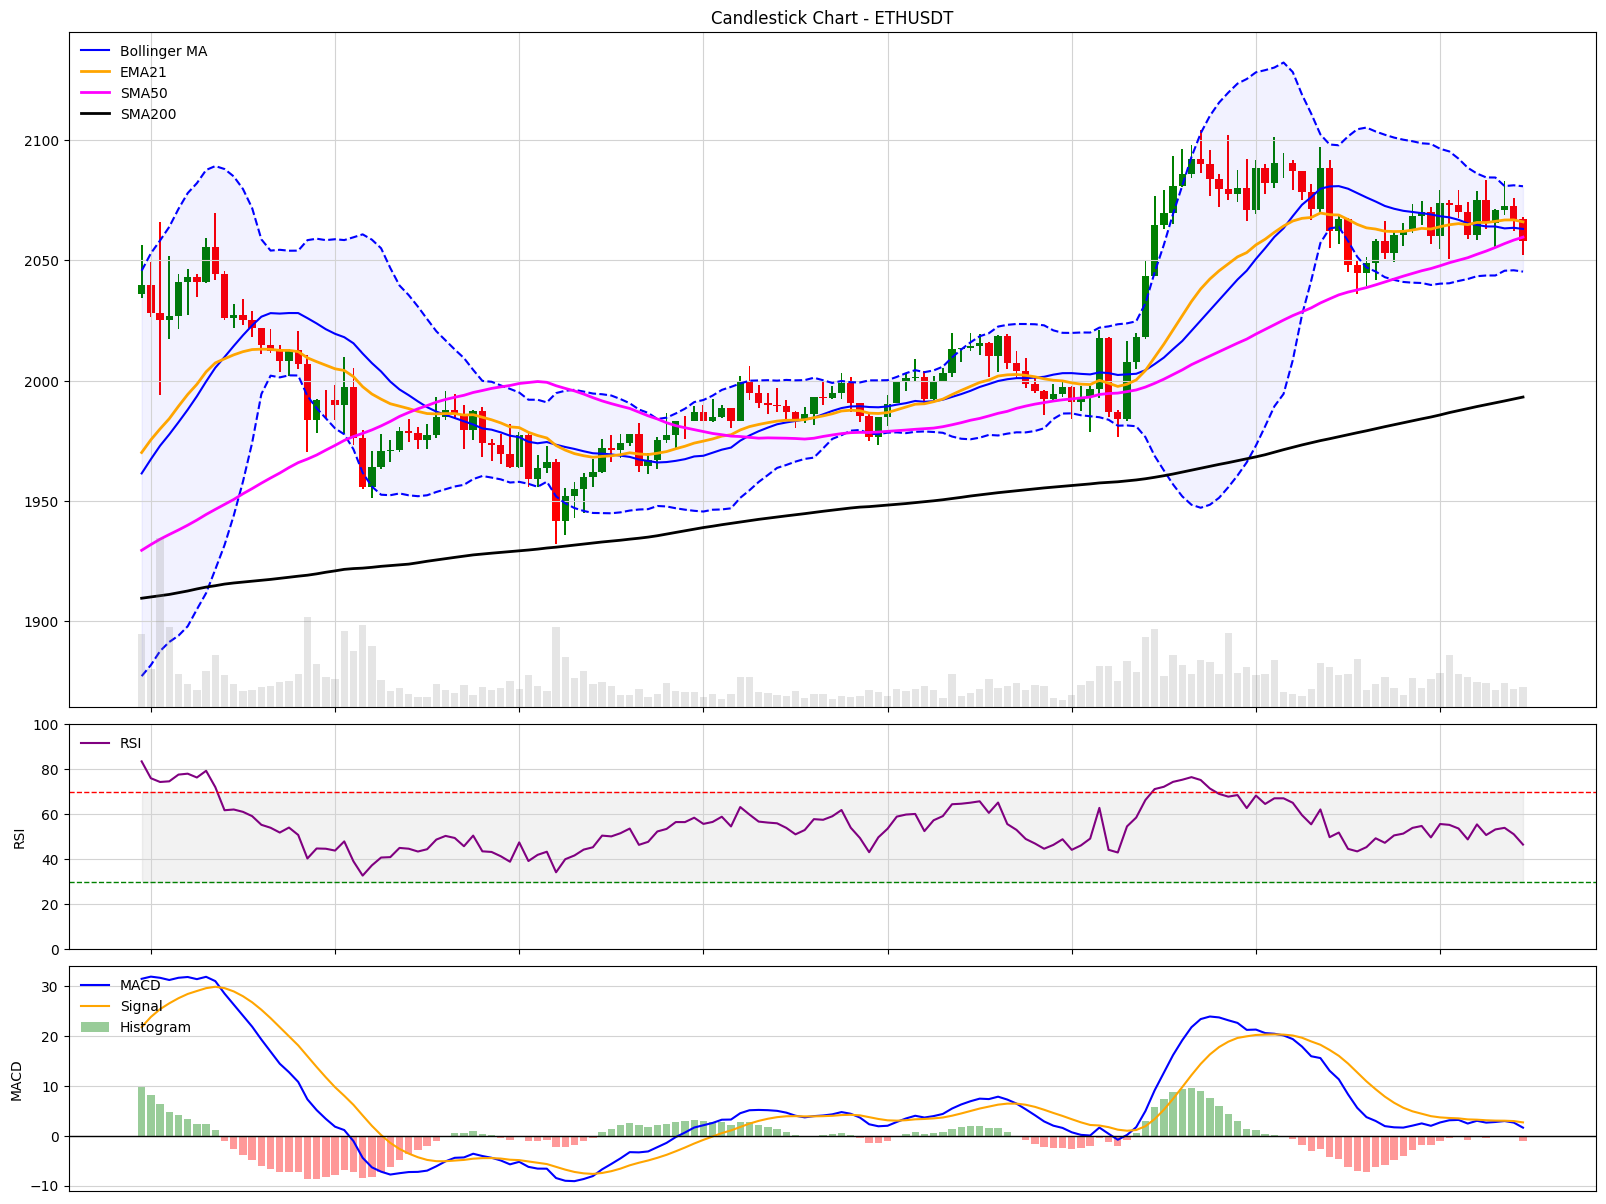 Candlestick Chart - ETHUSDT
Bollinger MA
EMA21
SMA50
SMA200
2100
2050
2000
1950
1900
100
RSI
80
60
RSI
40
20
0
MACD
30
Signal
Histogram
20
MACD
10
0
−10